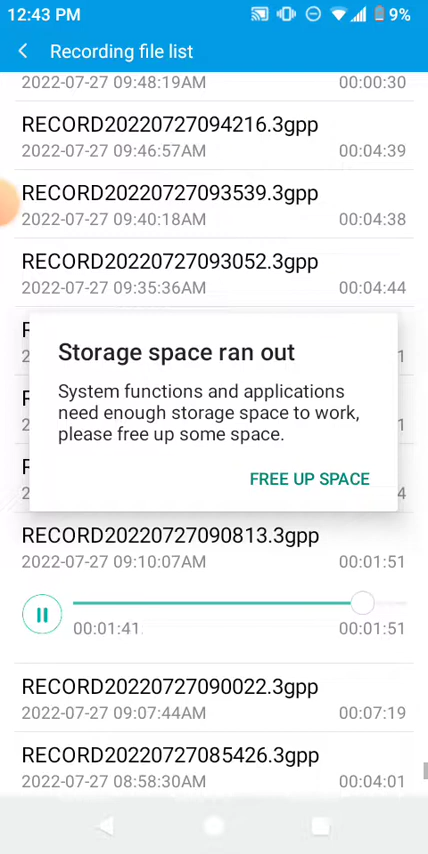 12:43 PM 9%
Recording file list
2022-07-27 09:48:19AM 00:00:30
RECORD20220727094216.3gpp
2022-07-27 09:46:57AM 00:04:39
RECORD20220727093539.3gpp
2022-07-27 09:40:18AM 00:04:38
RECORD20220727093052.3gpp
2022-07-27 09:35:36AM 00:04:44
Storage space ran out
System functions and applications
need enough storage space to work,
please free up some space.
FREE UP SPACE
RECORD20220727090813.3gpp
2022-07-27 09:10:07AM 00:01:51
00:01:41 00:01:51
RECORD20220727090022.3gpp
2022-07-27 09:07:44AM 00:07:19
RECORD20220727085426.3gpp
2022-07-27 08:58:30AM 00:04:01